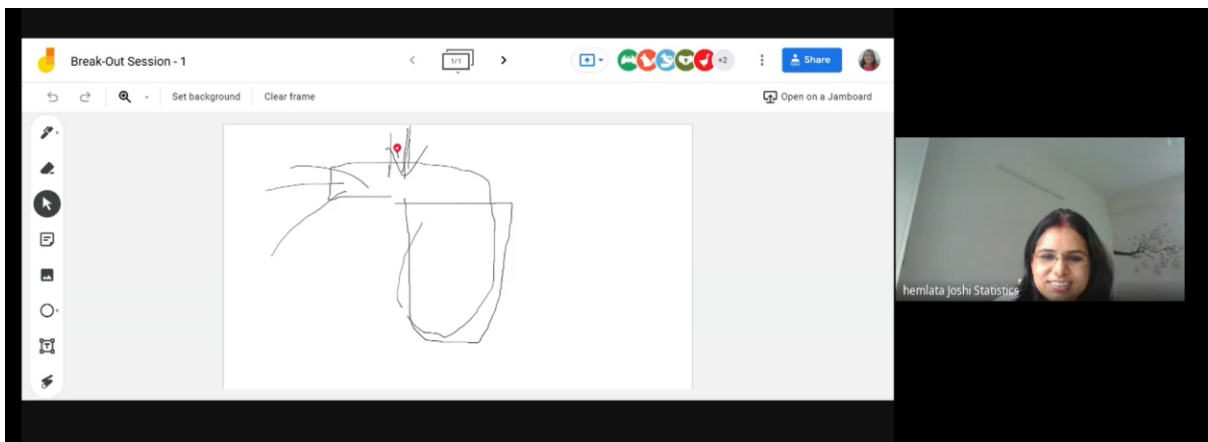 Break-Out Session - 1
1/1
+2
Share
Set background
Clear frame
Open on a Jamboard
hemlata Joshi Statistics